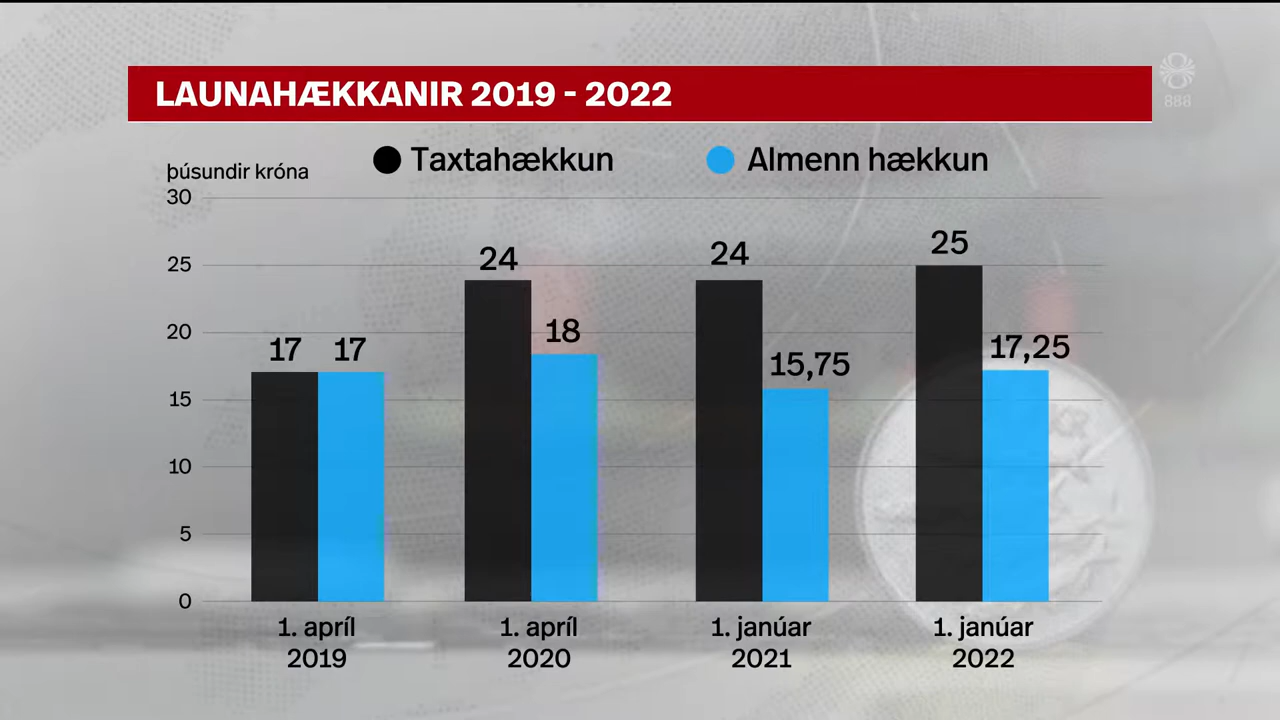 LAUNAHÆKKANIR 2019 - 2022
888
þúsundir króna
Taxtahækkun
Almenn hækkun
30
25
20
15
10
5
0
17
17
24
18
24
15,75
25
17,25
1. apríl
2019
1. apríl
2020
1. janúar
2021
1. janúar
2022